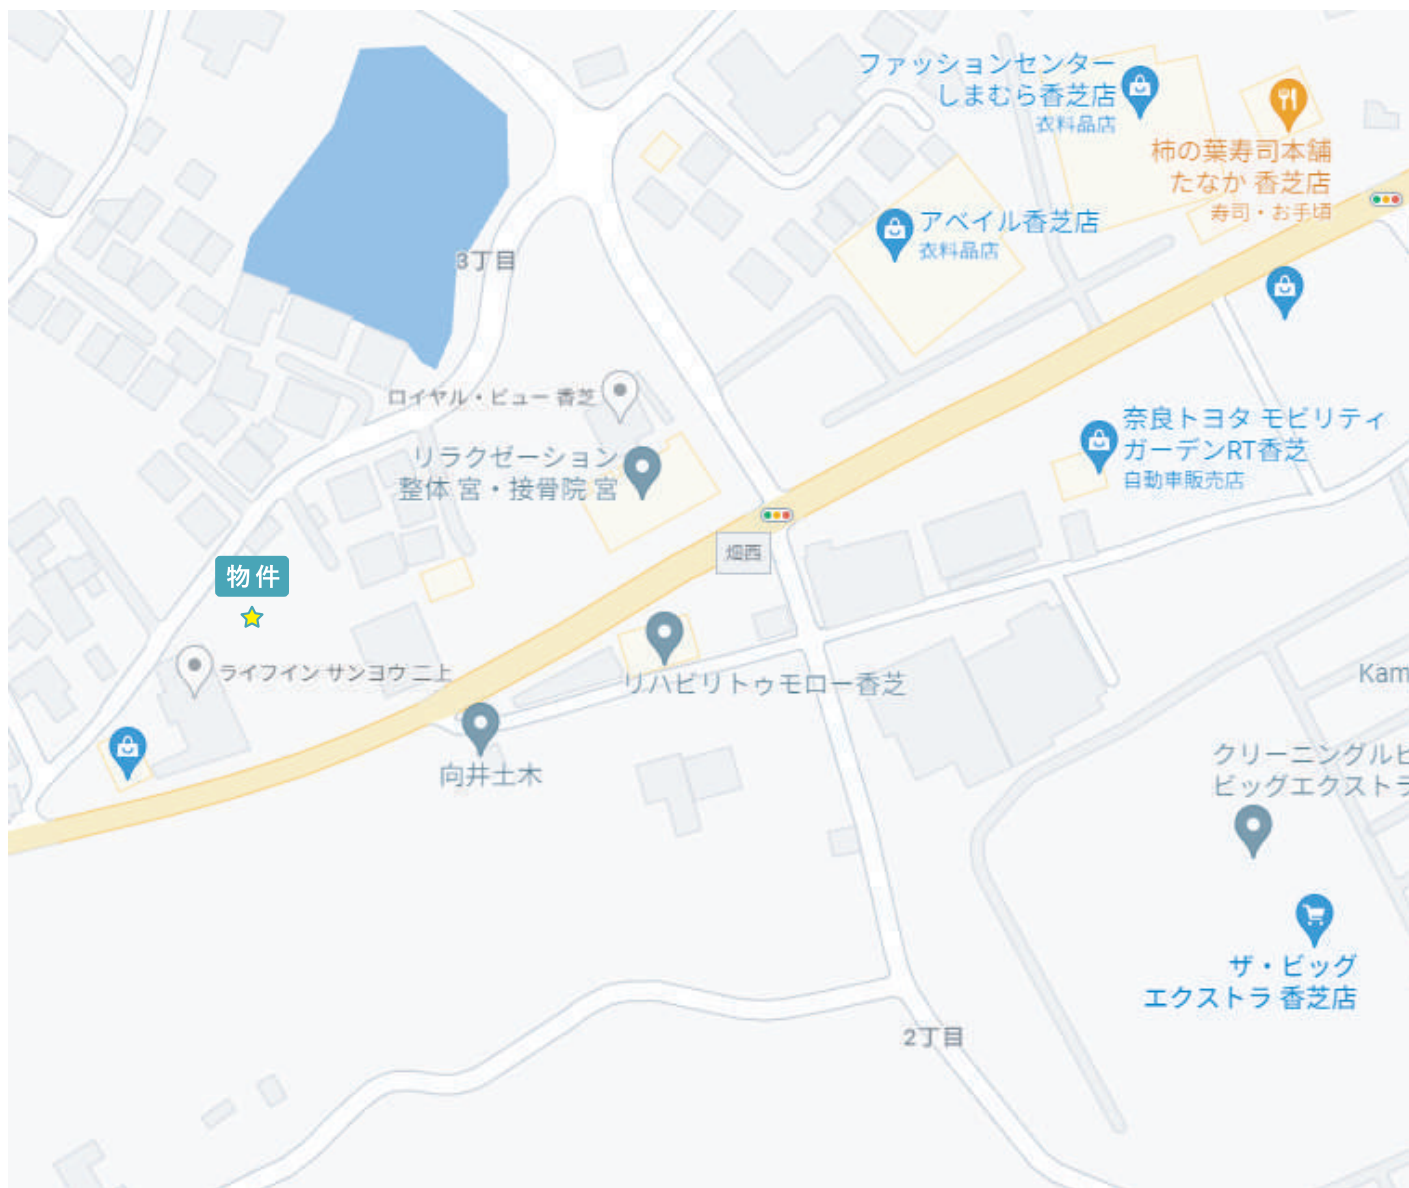 ファッションセンター
しまむら香芝店
衣料品店
柿の葉寿司本舗
たなか 香芝店
寿司・お手頃
アベイル香芝店
衣料品店
3丁目
ロイヤル・ビュー 香芝
リラクゼーション
整体 宮・接骨院 宮
奈良トヨタ モビリティ
ガーデンRT香芝
自動車販売店
畑西
物件
ライフイン サンヨウ 二上
リハビリトゥモロー香芝
Kam
向井土木
クリーニングルビ
ビッグエクストラ
ザ・ビッグ
エクストラ 香芝店
2丁目